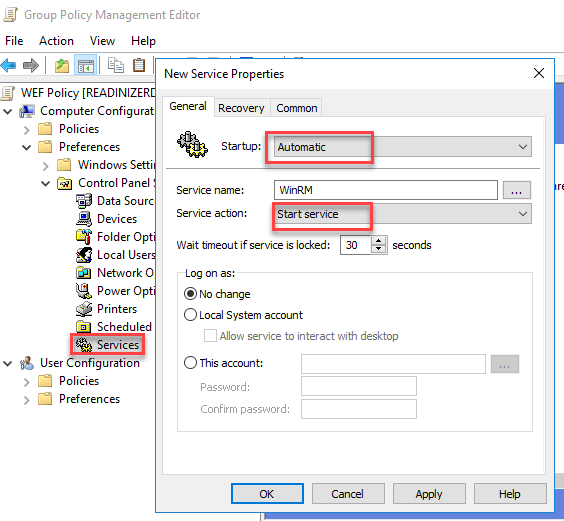 Group Policy Management Editor
File Action View Help
WEF Policy [READINIZERD
Computer Configurat
Policies
Preferences
Windows Settin
Control Panel S
Data Sourc
Devices
Folder Opti
Local Users
Network O
Power Opti
Printers
Scheduled
Services
User Configuration
Policies
Preferences
New Service Properties
General Recovery Common
Startup: Automatic
Service name: WinRM ...
Service action: Start service
Wait timeout if service is locked: 30 seconds
Log on as:
No change
Local System account
Allow service to interact with desktop
This account: ...
Password:
Confirm password:
OK Cancel Apply Help